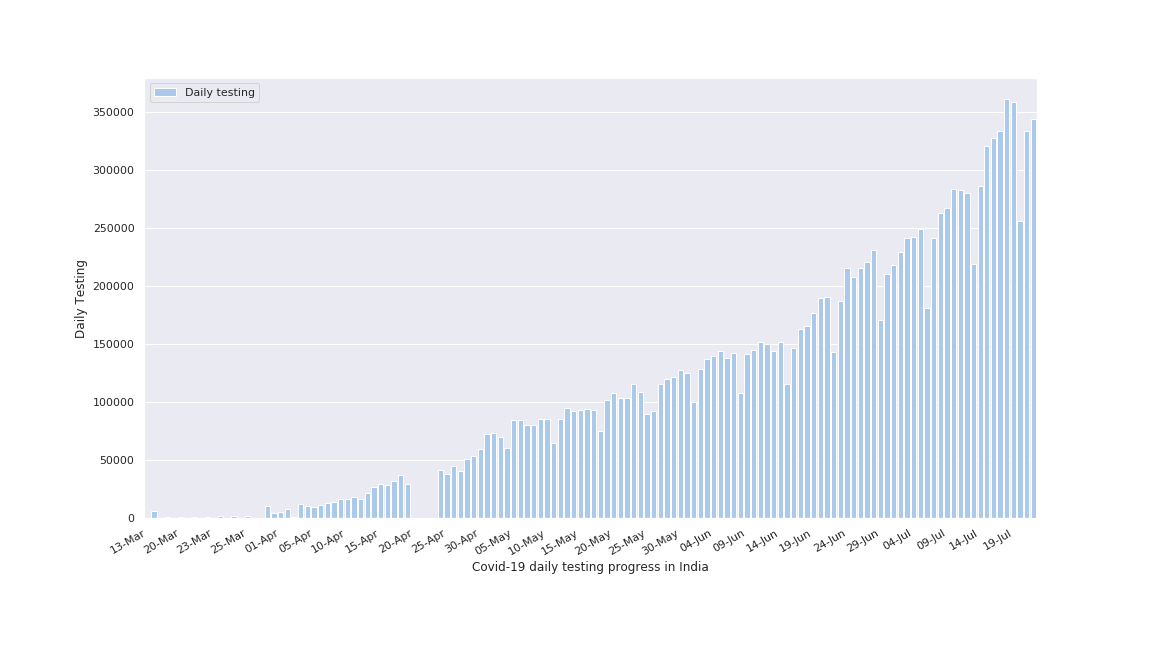 Daily testing
350000
300000
250000
200000
150000
100000
50000
0
Daily Testing
13-Mar 20-Mar 23-Mar 25-Mar 01-Apr 05-Apr 10-Apr 15-Apr 20-Apr 25-Apr 30-Apr 05-May 10-May 15-May 20-May 25-May 30-May 04-Jun 09-Jun 14-Jun 19-Jun 24-Jun 29-Jun 04-Jul 09-Jul 14-Jul 19-Jul
Covid-19 daily testing progress in India